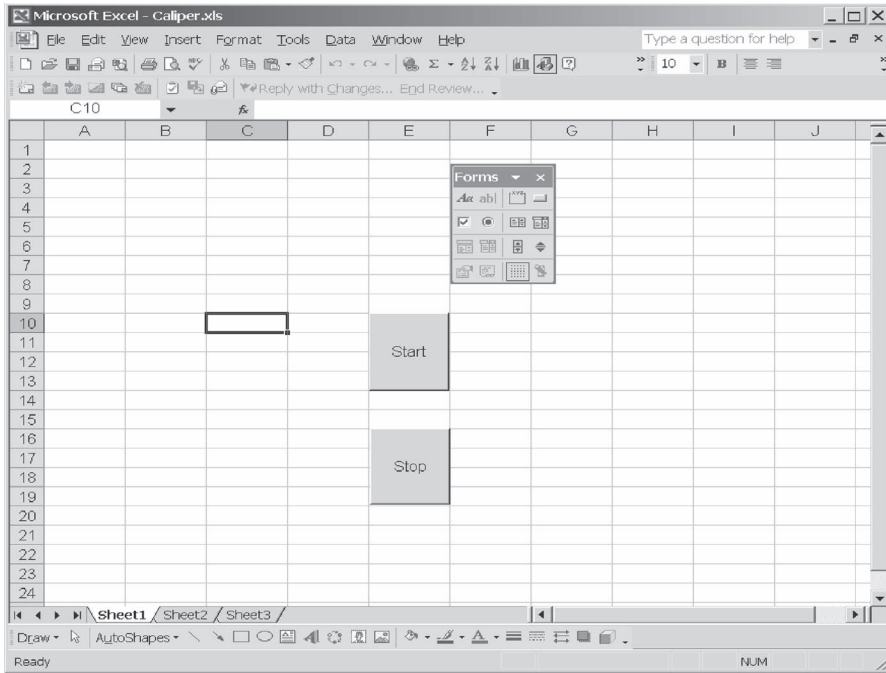 Microsoft Excel - Caliper.xls
File Edit View Insert Format Tools Data Window Help Type a question for help
10 B
Reply with Changes... End Review...
C10 fx
A B C D E F G H I J
1
2
Forms
3
Aa ab| xyz
4
5
6
7
8
9
10
11
Start
12
13
14
15
16
17
Stop
18
19
20
21
22
23
24
Sheet1 Sheet2 Sheet3
Draw AutoShapes A A
Ready NUM